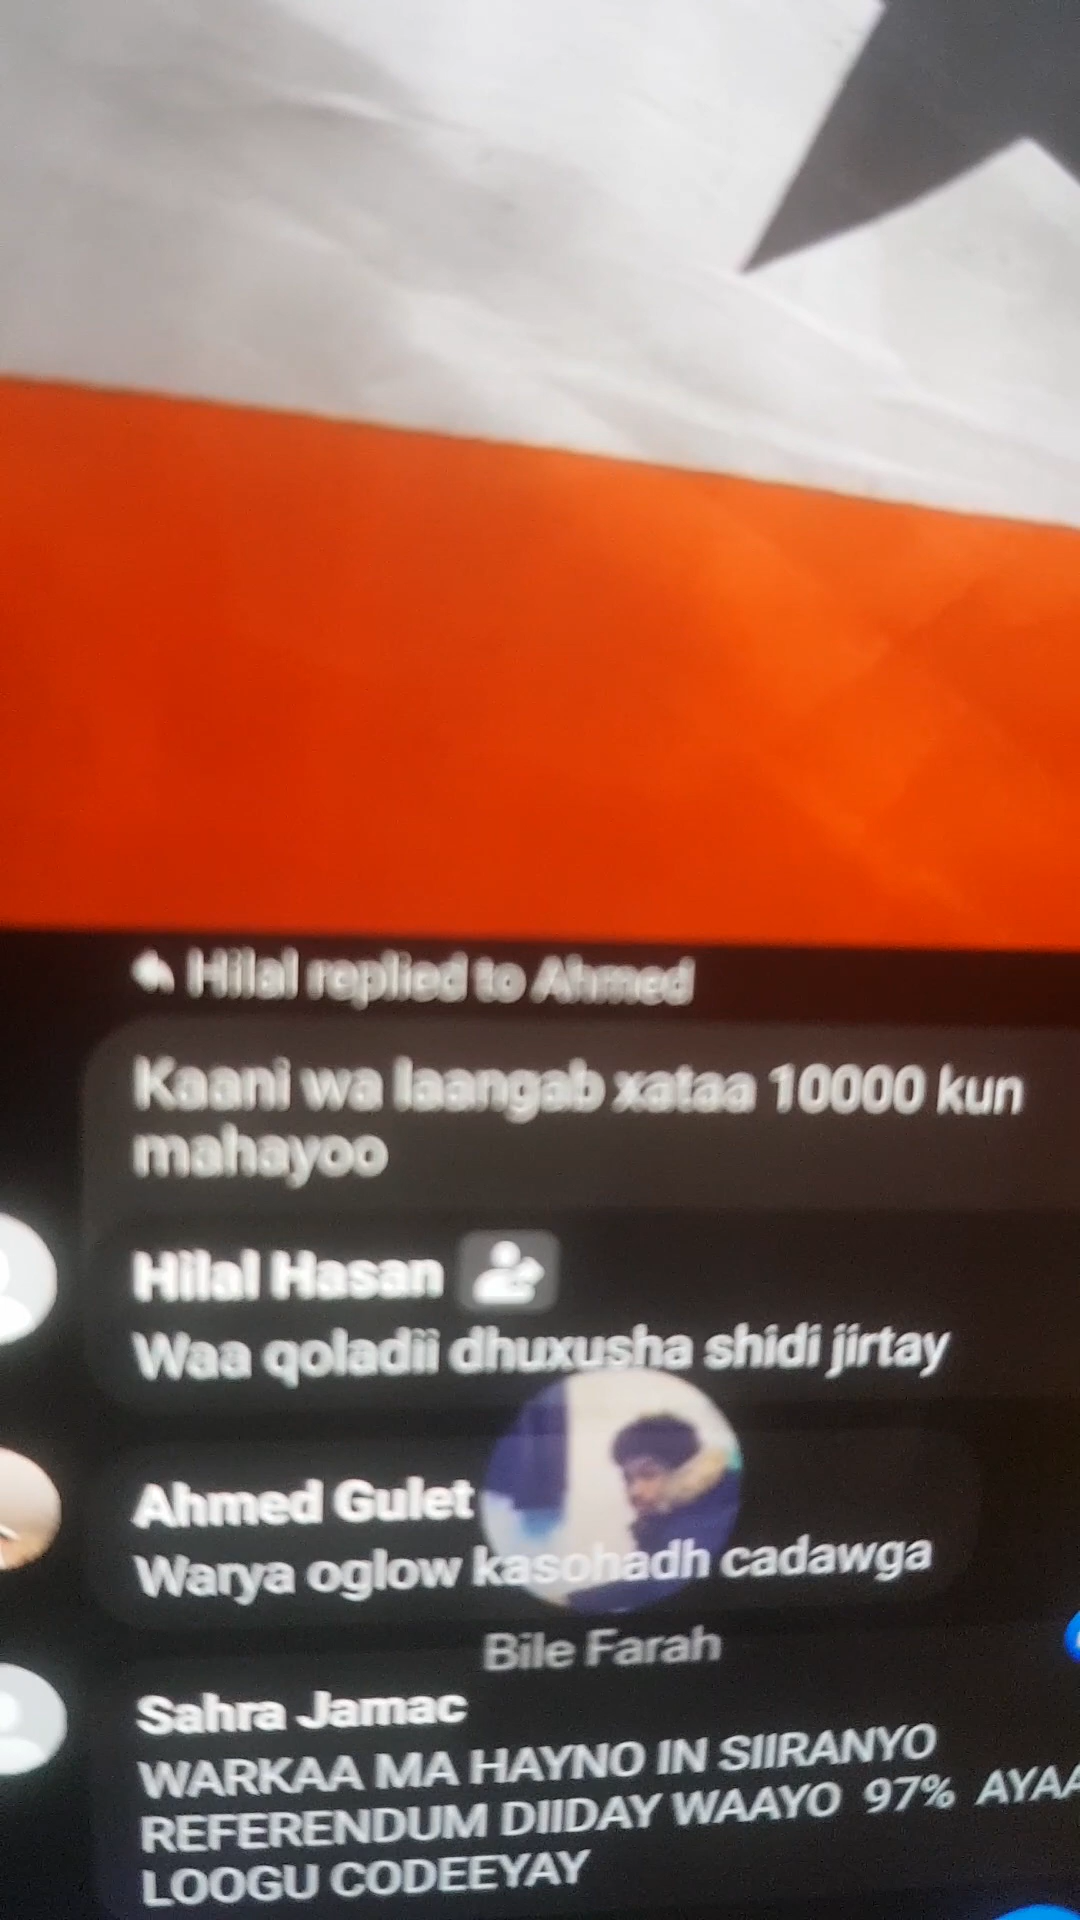 Hilal replied to Ahmed
Kaani wa laangab xataa 10000 kun
mahayoo
Hilal Hasan
Waa qoladii dhuxusha shidi jirtay
Ahmed Gulet
Warya oglow kasohadh cadawga
Bile Farah
Sahra Jamac
WARKAA MA HAYNO IN SIIRANYO
REFERENDUM DIIDAY WAAYO 97% AYAA
LOOGU CODEEYAY